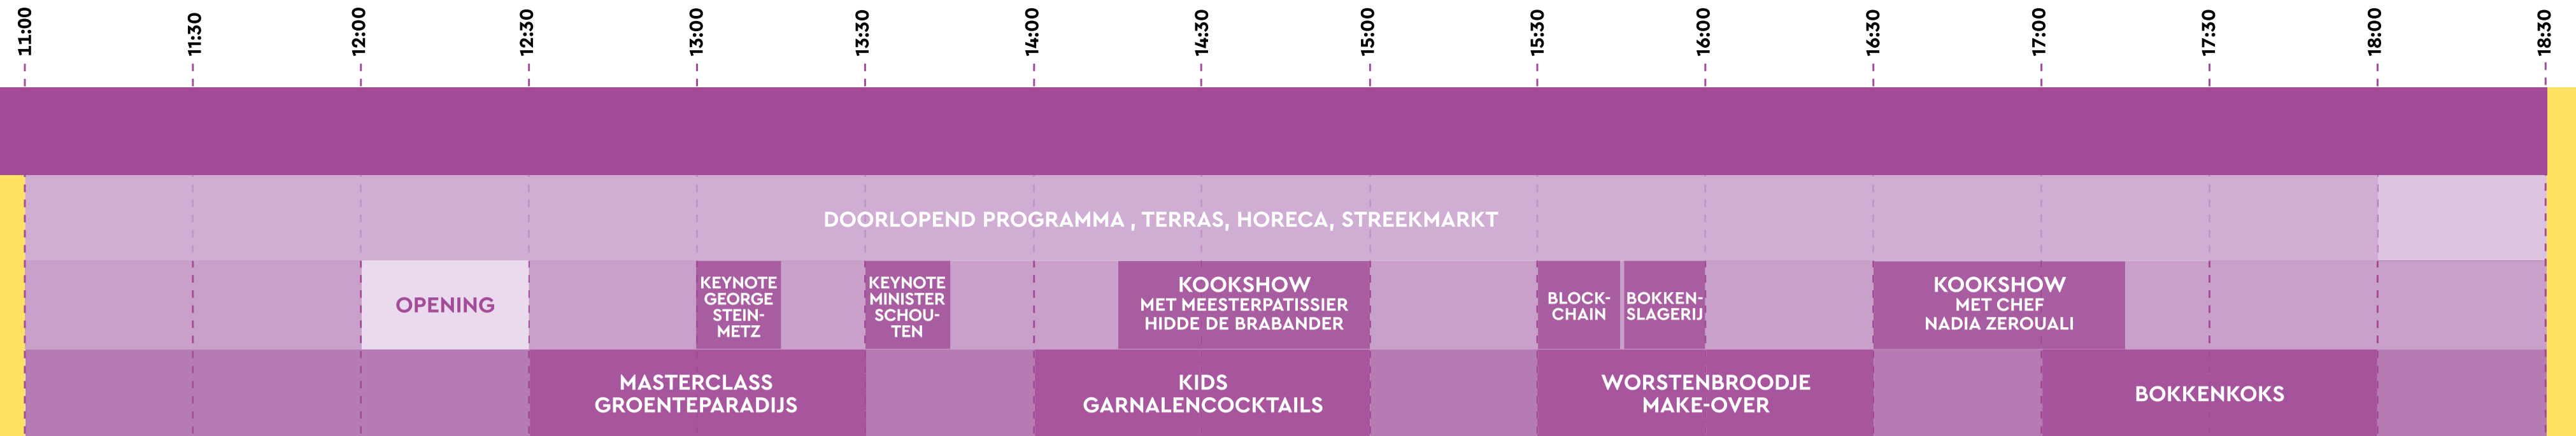 11:00
11:30
12:00
12:30
13:00
13:30
14:00
14:30
15:00
15:30
16:00
16:30
17:00
17:30
18:00
18:30
DOORLOPEND PROGRAMMA , TERRAS, HORECA, STREEKMARKT
OPENING
KEYNOTE
GEORGE
STEIN-
METZ
KEYNOTE
MINISTER
SCHOU-
TEN
KOOKSHOW
MET MEESTERPATISSIER
HIDDE DE BRABANDER
BLOCK-
CHAIN
BOKKEN-
SLAGERIJ
KOOKSHOW
MET CHEF
NADIA ZEROUALI
MASTERCLASS
GROENTEPARADIJS
KIDS
GARNALENCOCKTAILS
WORSTENBROODJE
MAKE-OVER
BOKKENKOKS